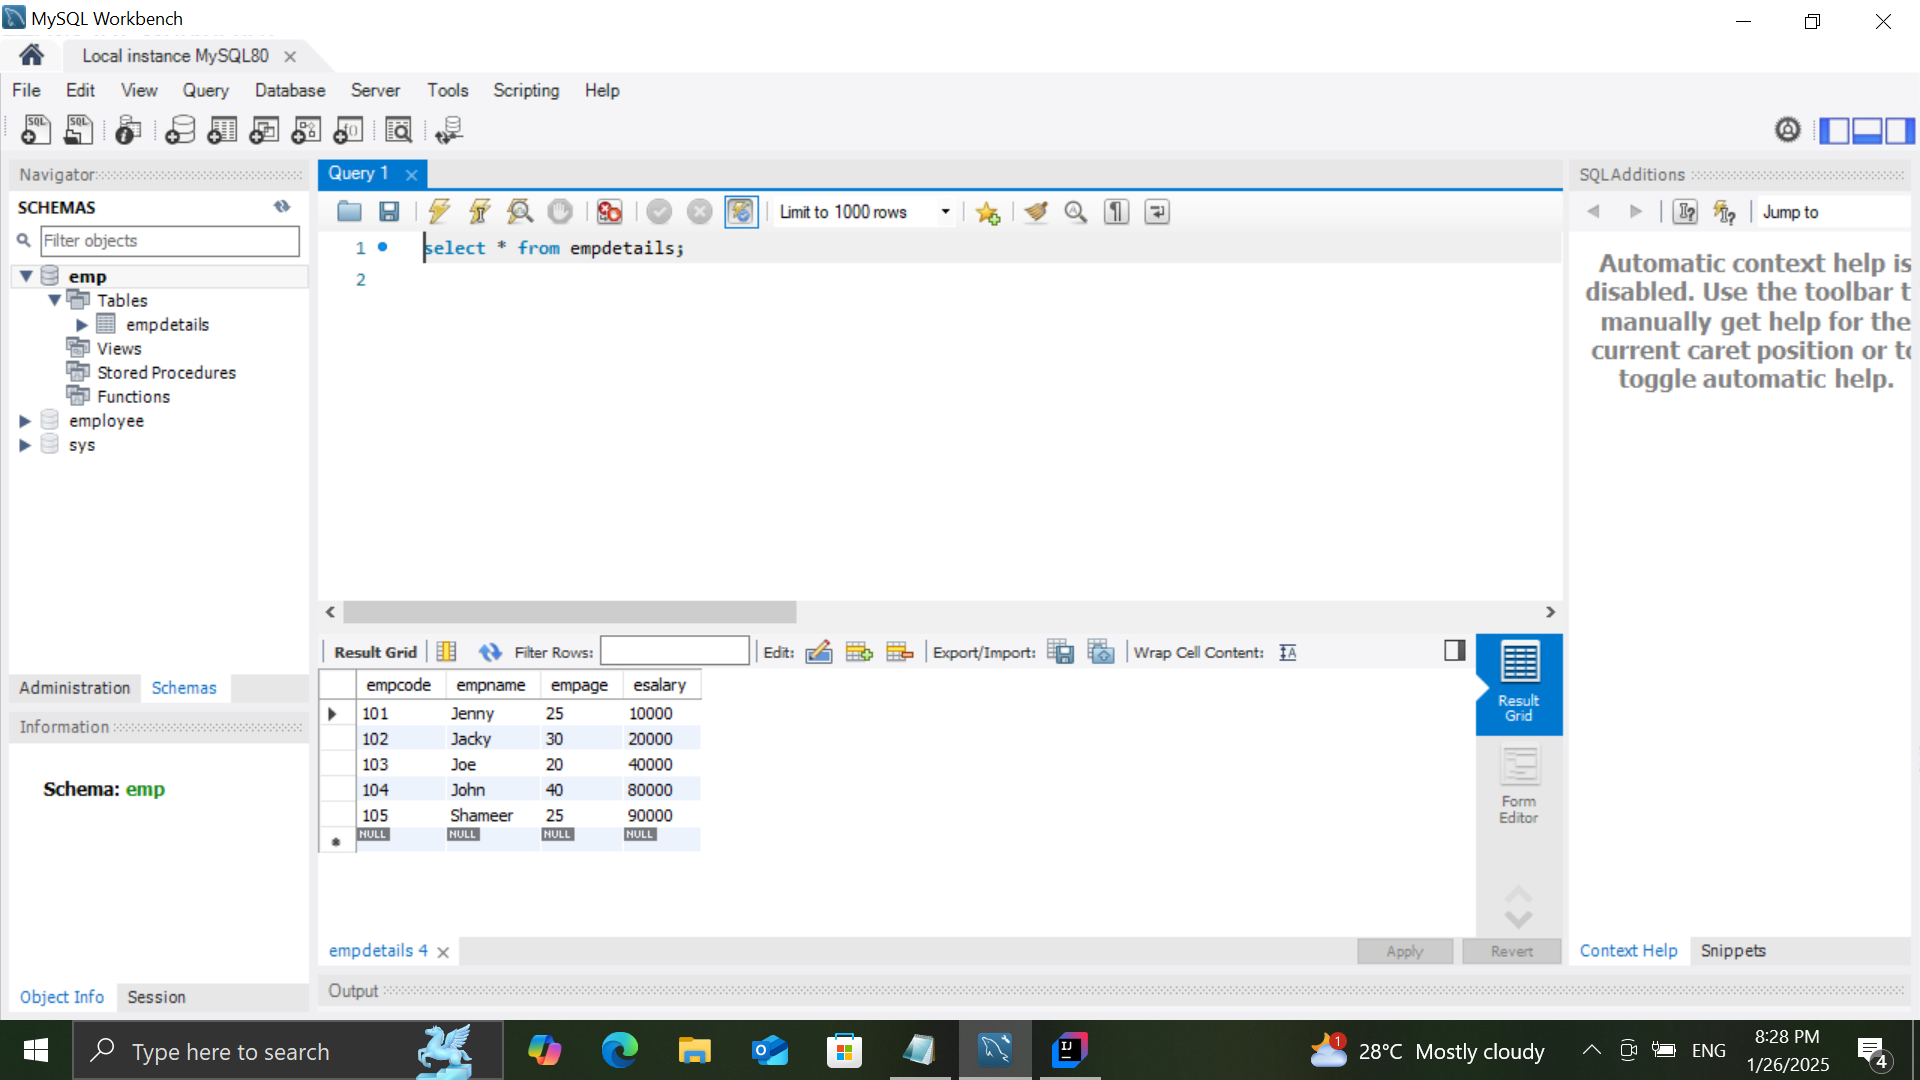 MySQL Workbench
Local instance MySQL80
File Edit View Query Database Server Tools Scripting Help
Navigator
SCHEMAS
Filter objects
emp
Tables
empdetails
Views
Stored Procedures
Functions
employee
sys
Administration Schemas
Information
Schema: emp
Object Info Session
Query 1
Limit to 1000 rows
1 select * from empdetails;
2
Result Grid Filter Rows: Edit: Export/Import: Wrap Cell Content:
empcode empname empage esalary
101 Jenny 25 10000
102 Jacky 30 20000
103 Joe 20 40000
104 John 40 80000
105 Shameer 25 90000
NULL NULL NULL NULL
Result
Grid
Form
Editor
empdetails 4
Apply Revert
Output
SQLAdditions
Jump to
Automatic context help is
disabled. Use the toolbar t
manually get help for the
current caret position or to
toggle automatic help.
Context Help Snippets
Type here to search
1
28°C Mostly cloudy
ENG
8:28 PM
1/26/2025
4